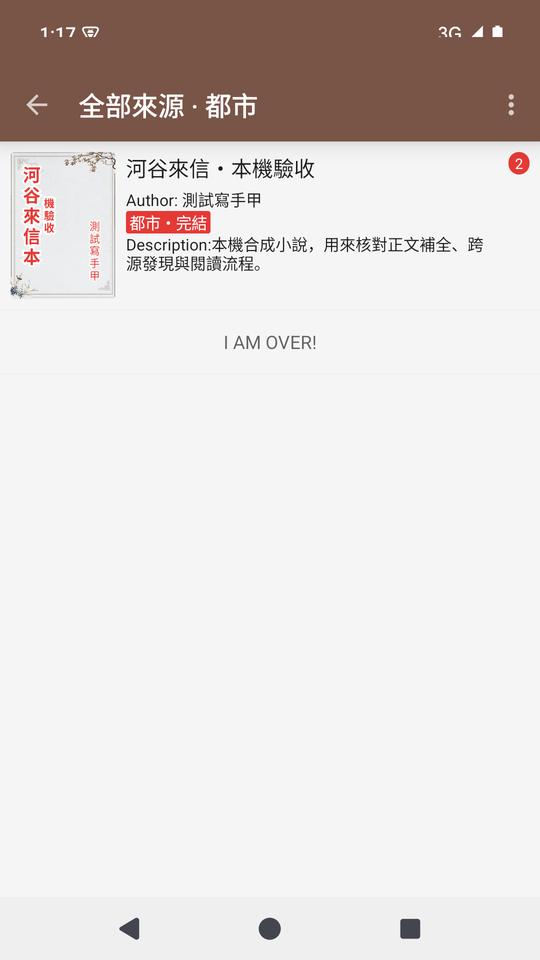 1:17
3G
全部來源 · 都市
河谷來信本
機驗收
測試寫手甲
河谷來信・本機驗收
2
Author: 測試寫手甲
都市・完結
Description:本機合成小說，用來核對正文補全、跨
源發現與閱讀流程。
I AM OVER!